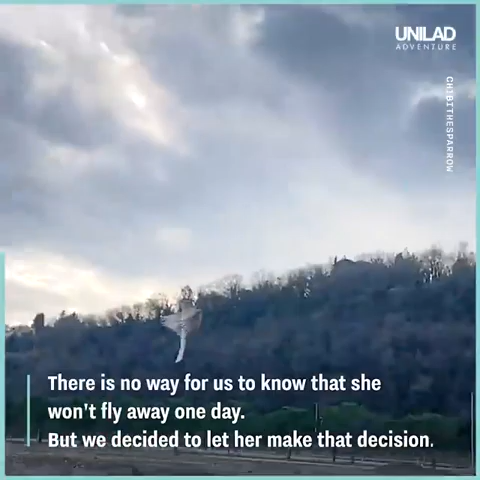 UNILAD
ADVENTURE
CHIBITHESPARROW
There is no way for us to know that she
won't fly away one day.
But we decided to let her make that decision.